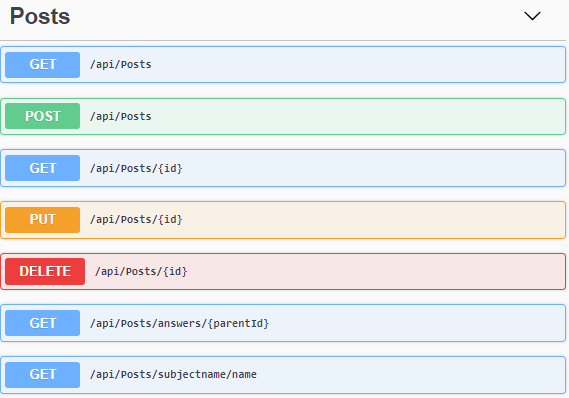 Posts
GET /api/Posts
POST /api/Posts
GET /api/Posts/{id}
PUT /api/Posts/{id}
DELETE /api/Posts/{id}
GET /api/Posts/answers/{parentId}
GET /api/Posts/subjectname/name